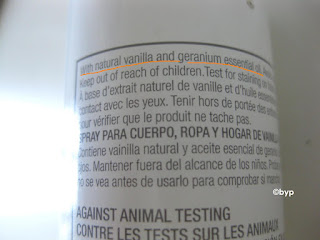 With natural vanilla and geranium essential oil.
Keep out of reach of children. Test for staining
A base d'extrait naturel de vanille et d'huile
contact avec les yeux. Tenir hors de portée des
pour vérifier que le produit ne tache pas.
SPRAY PARA CUERPO, ROPA Y HOGAR DE
Contiene vainilla natural y aceite esencial de
Mantener fuera del alcance de los niños.
no se vea antes de usarlo para comprobar si
AGAINST ANIMAL TESTING
CONTRE LES TESTS SUR LES ANIMAUX
©byp